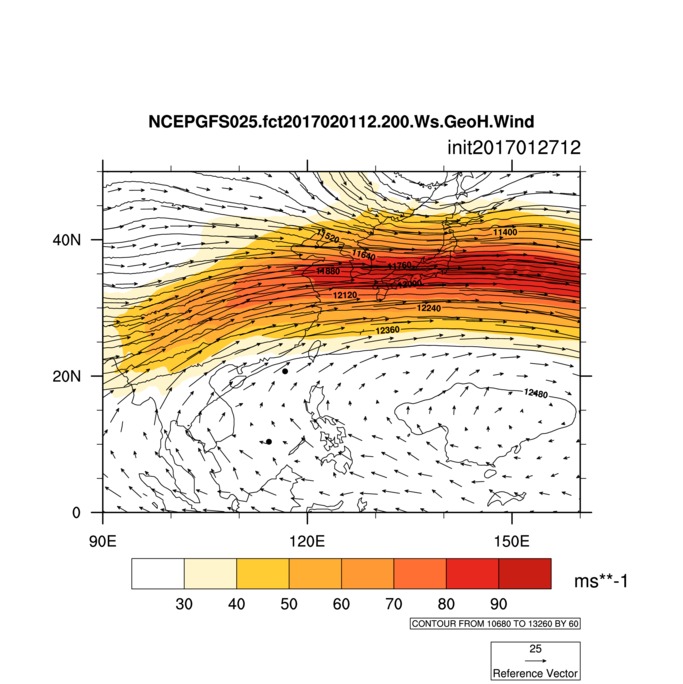 NCEPGFS025.fct2017020112.200.Ws.GeoH.Wind
init2017012712
40N
20N
0
11520
11400
11640
11760
11880
12000
12120
12240
12360
12480
90E 120E 150E
30 40 50 60 70 80 90
ms**-1
CONTOUR FROM 10680 TO 13260 BY 60
25
Reference Vector